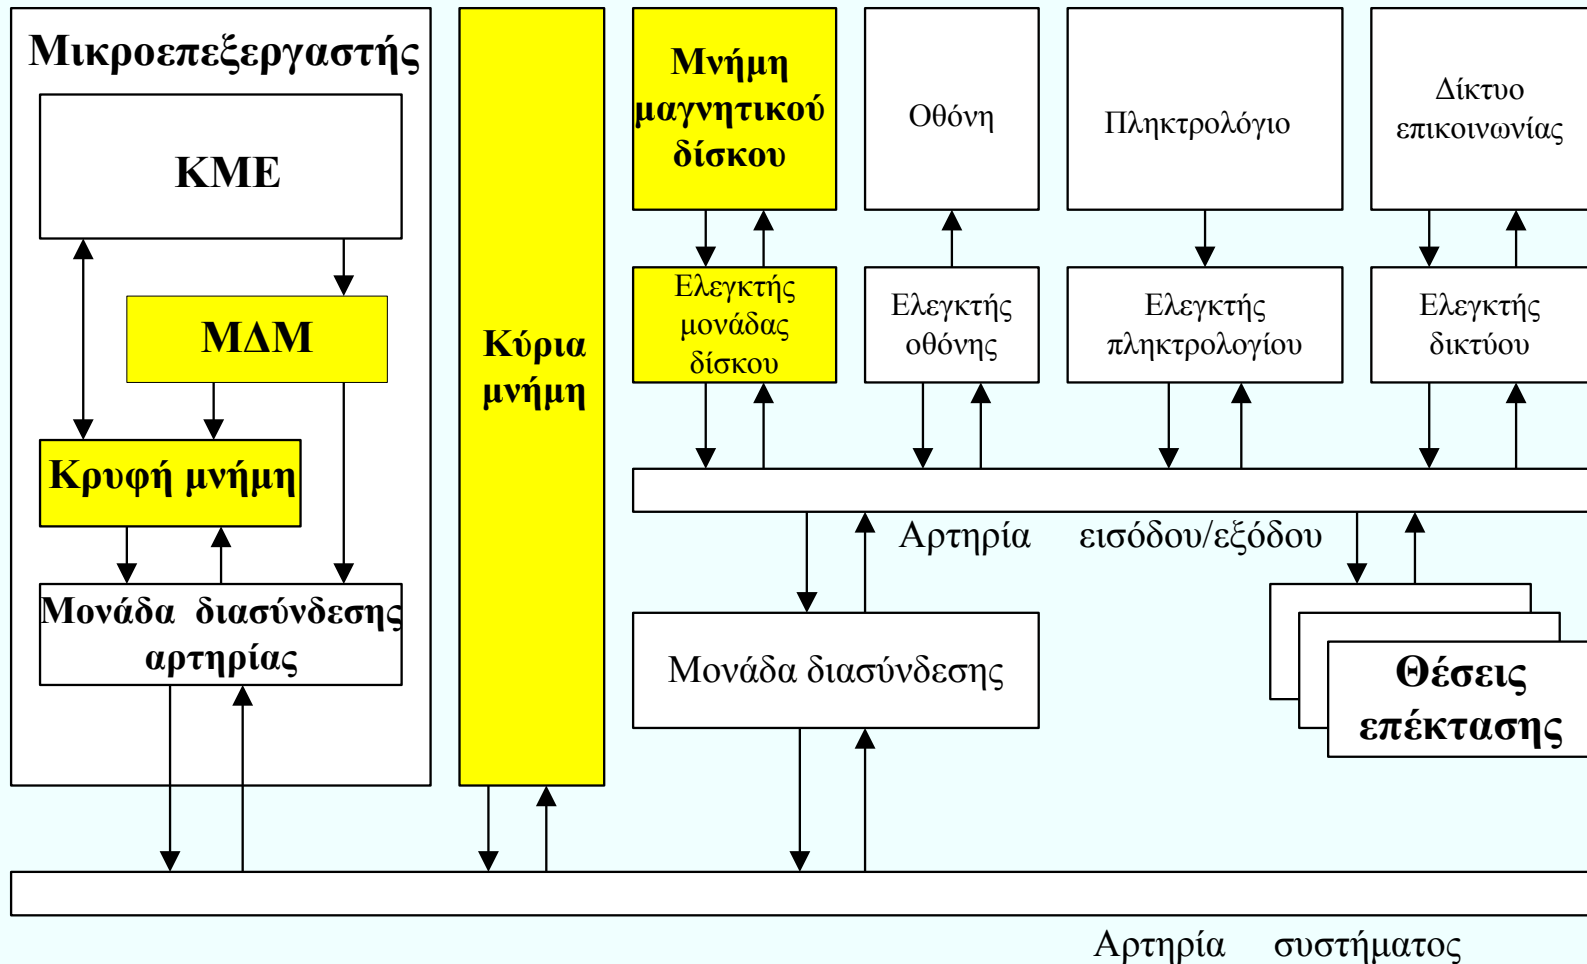 Μικροεπεξεργαστής
ΚΜΕ
ΜΔΜ
Κρυφή μνήμη
Μονάδα διασύνδεσης
αρτηρίας
Κύρια
μνήμη
Μνήμη
μαγνητικού
δίσκου
Οθόνη
Πληκτρολόγιο
Δίκτυο
επικοινωνίας
Ελεγκτής
μονάδας
δίσκου
Ελεγκτής
οθόνης
Ελεγκτής
πληκτρολογίου
Ελεγκτής
δικτύου
Αρτηρία εισόδου/εξόδου
Μονάδα διασύνδεσης
Θέσεις
επέκτασης
Αρτηρία συστήματος